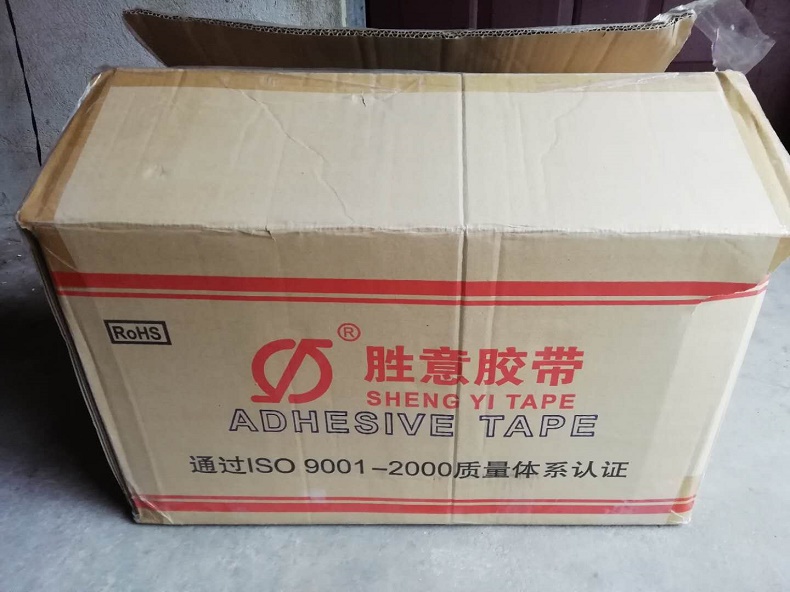 RoHS
®
胜意胶带
SHENG YI TAPE
ADHESIVE TAPE
通过ISO 9001-2000质量体系认证